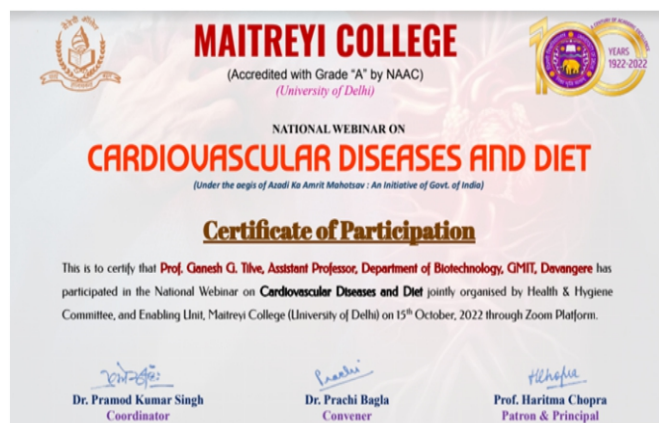 MAITREYI COLLEGE
(Accredited with Grade "A" by NAAC)
(University of Delhi)
100
YEARS
1922-2022
NATIONAL WEBINAR ON
CARDIOVASCULAR DISEASES AND DIET
(Under the aegis of Azadi Ka Amrit Mahotsav : An Initiative of Govt. of India)
Certificate of Participation
This is to certify that Prof. Ganesh G. Tilve, Assistant Professor, Department of Biotechnology, GMIT, Davangere has
participated in the National Webinar on Cardiovascular Diseases and Diet jointly organised by Health & Hygiene
Committee, and Enabling Unit, Maitreyi College (University of Delhi) on 15th October, 2022 through Zoom Platform.
Prachi
HChopra
Dr. Pramod Kumar Singh
Dr. Prachi Bagla
Prof. Haritma Chopra
Coordinator
Convener
Patron & Principal